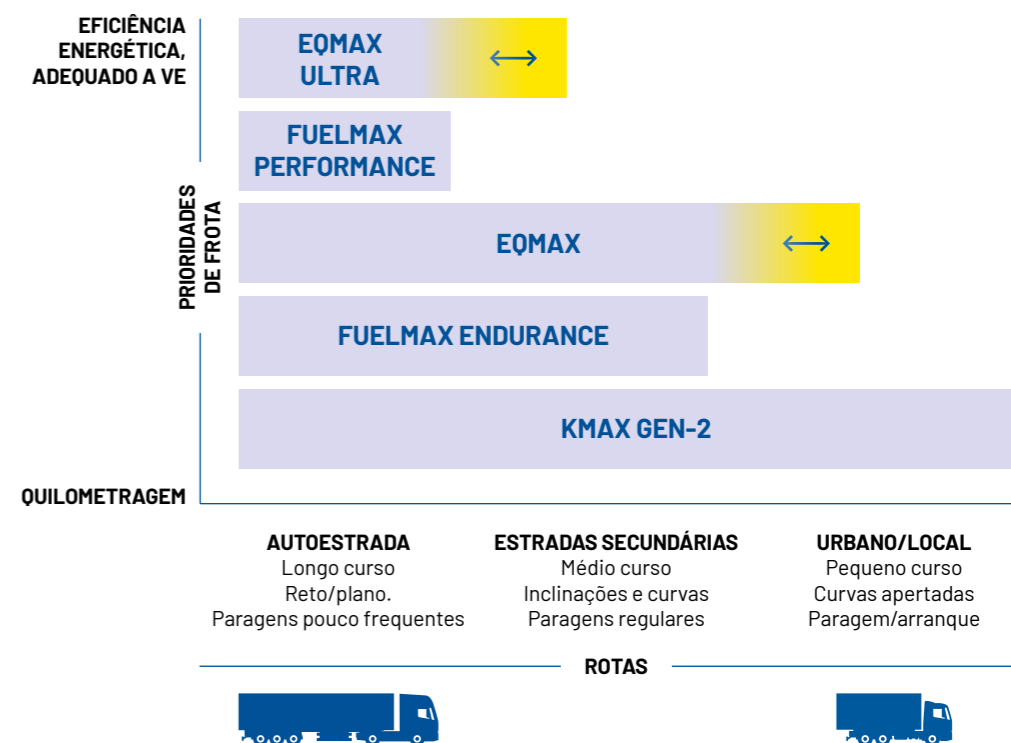 EFICIÊNCIA
ENERGÉTICA,
ADEQUADO A VE
EQMAX
ULTRA
FUELMAX
PERFORMANCE
PRIORIDADES
DE FROTA
EQMAX
FUELMAX ENDURANCE
KMAX GEN-2
QUILOMETRAGEM
AUTOESTRADA
Longo curso
Reto/plano.
Paragens pouco frequentes
ESTRADAS SECUNDÁRIAS
Médio curso
Inclinações e curvas
Paragens regulares
URBANO/LOCAL
Pequeno curso
Curvas apertadas
Paragem/arranque
ROTAS